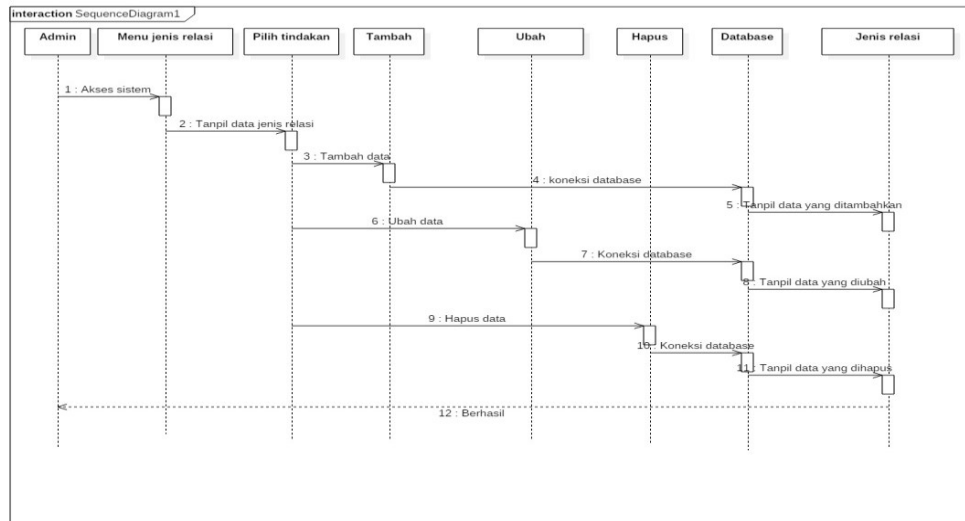 interaction SequenceDiagram1
Admin
Menu jenis relasi
Pilih tindakan
Tambah
Ubah
Hapus
Database
Jenis relasi
1 : Akses sistem
2 : Tanpil data jenis relasi
3 : Tambah data
4 : koneksi database
5 : Tanpil data yang ditambahkan
6 : Ubah data
7 : Koneksi database
8 : Tanpil data yang diubah
9 : Hapus data
10 : Koneksi database
11 : Tanpil data yang dihapus
12 : Berhasil